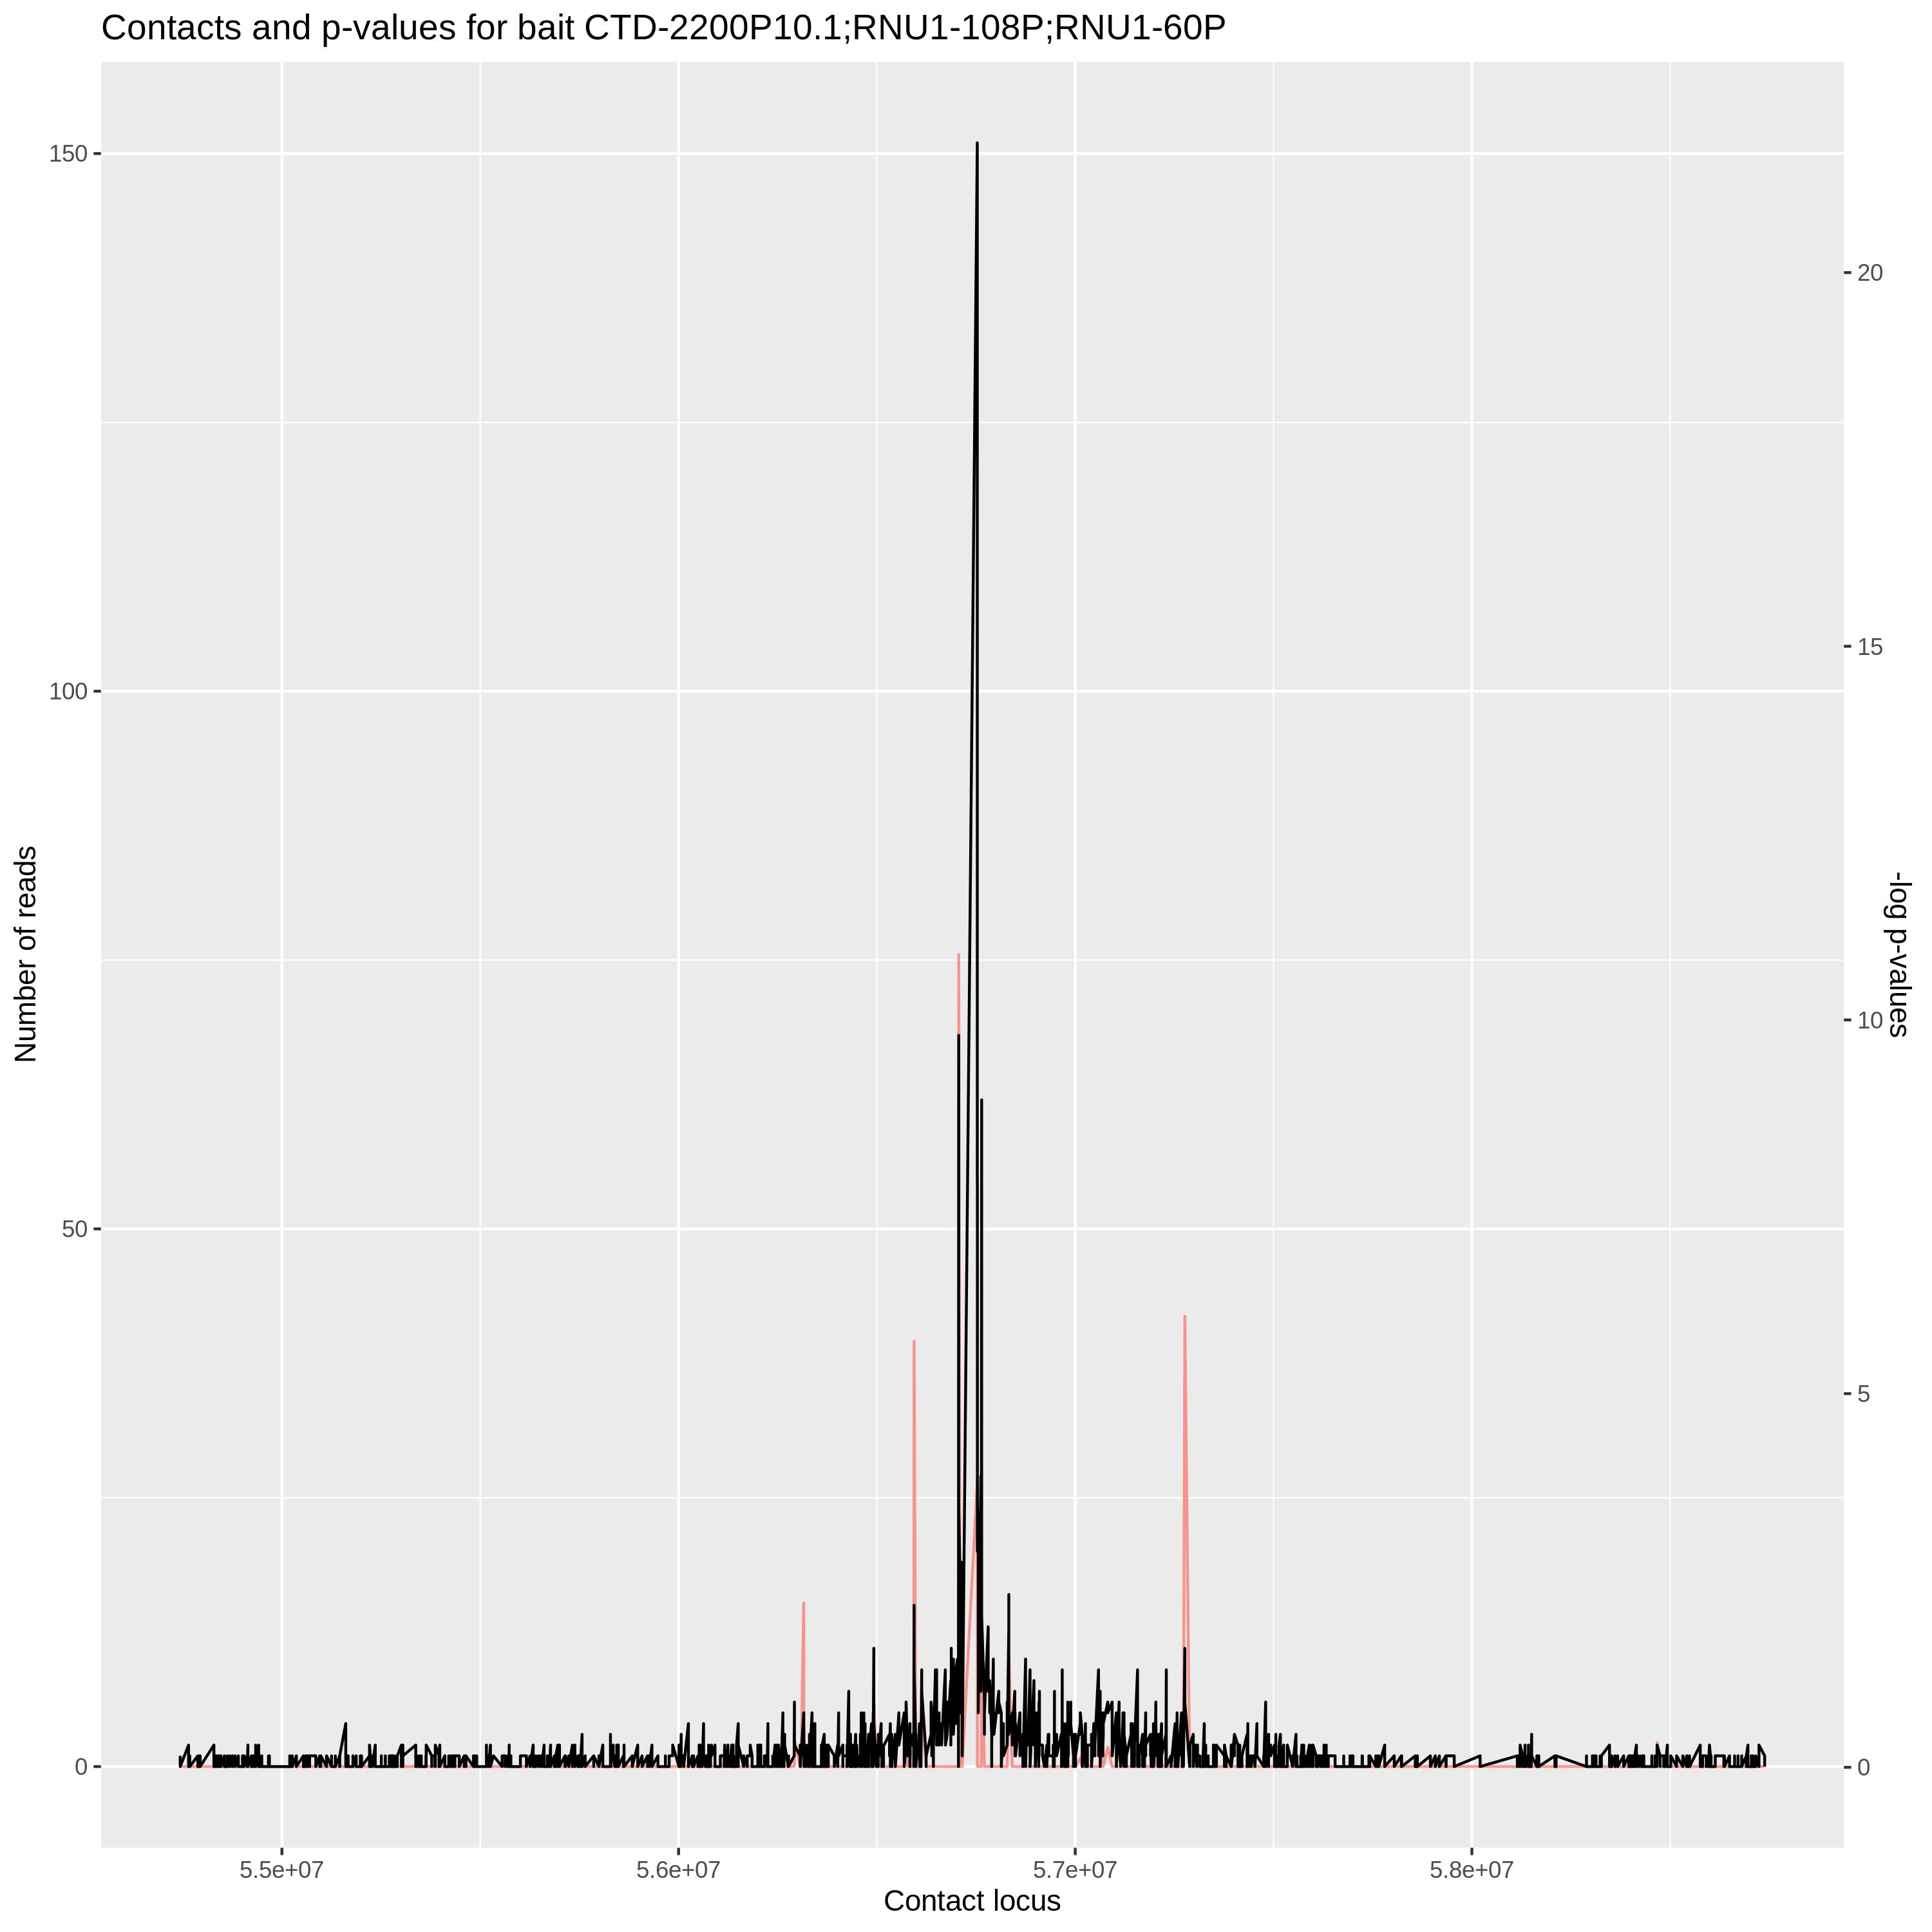 Contacts and p-values for bait CTD-2200P10.1;RNU1-108P;RNU1-60P
150
100
50
0
Number of reads
20
15
10
5
0
-log p-values
5.5e+07
5.6e+07
5.7e+07
5.8e+07
Contact locus